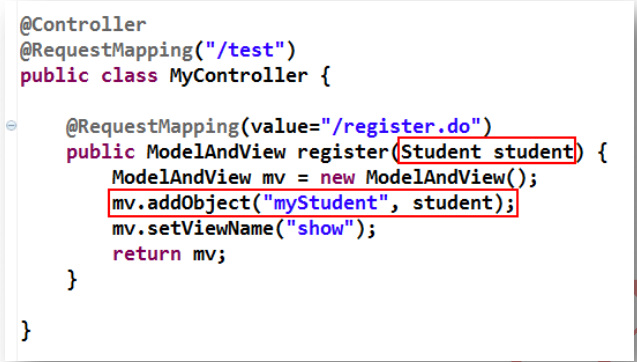 @Controller
@RequestMapping("/test")
public class MyController {
@RequestMapping(value="/register.do")
public ModelAndView register(Student student) {
ModelAndView mv = new ModelAndView();
mv.addObject("myStudent", student);
mv.setViewName("show");
return mv;
}
}